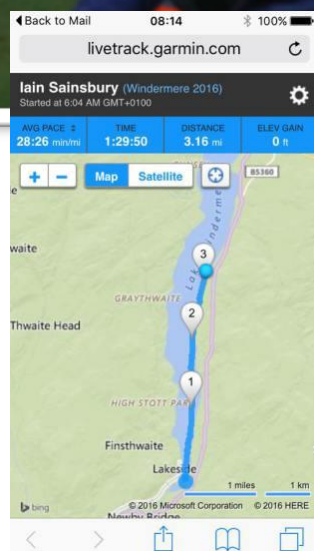 Back to Mail 08:14 100%
livetrack.garmin.com
Iain Sainsbury (Windermere 2016)
Started at 6:04 AM GMT+0100
AVG PACE TIME DISTANCE ELEV GAIN
28:26 min/mi 1:29:50 3.16 mi 0 ft
+ − Map Satellite
B5360
e
Lake Windermere
waite
3
GRAYTHWAITE
2
Thwaite Head
1
HIGH STOTT PARK
Finsthwaite
Lakeside
1 miles 1 km
bing © 2016 Microsoft Corporation © 2016 HERE
Newby Bridge